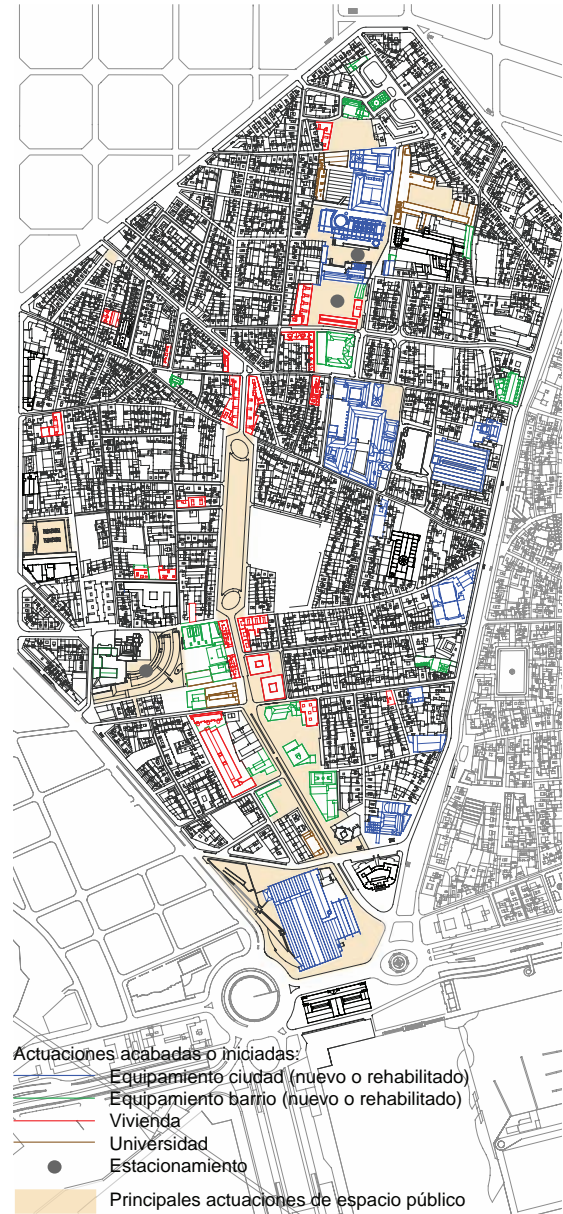 Actuaciones acabadas o iniciadas:
Equipamiento ciudad (nuevo o rehabilitado)
Equipamiento barrio (nuevo o rehabilitado)
Vivienda
Universidad
Estacionamiento
Principales actuaciones de espacio público